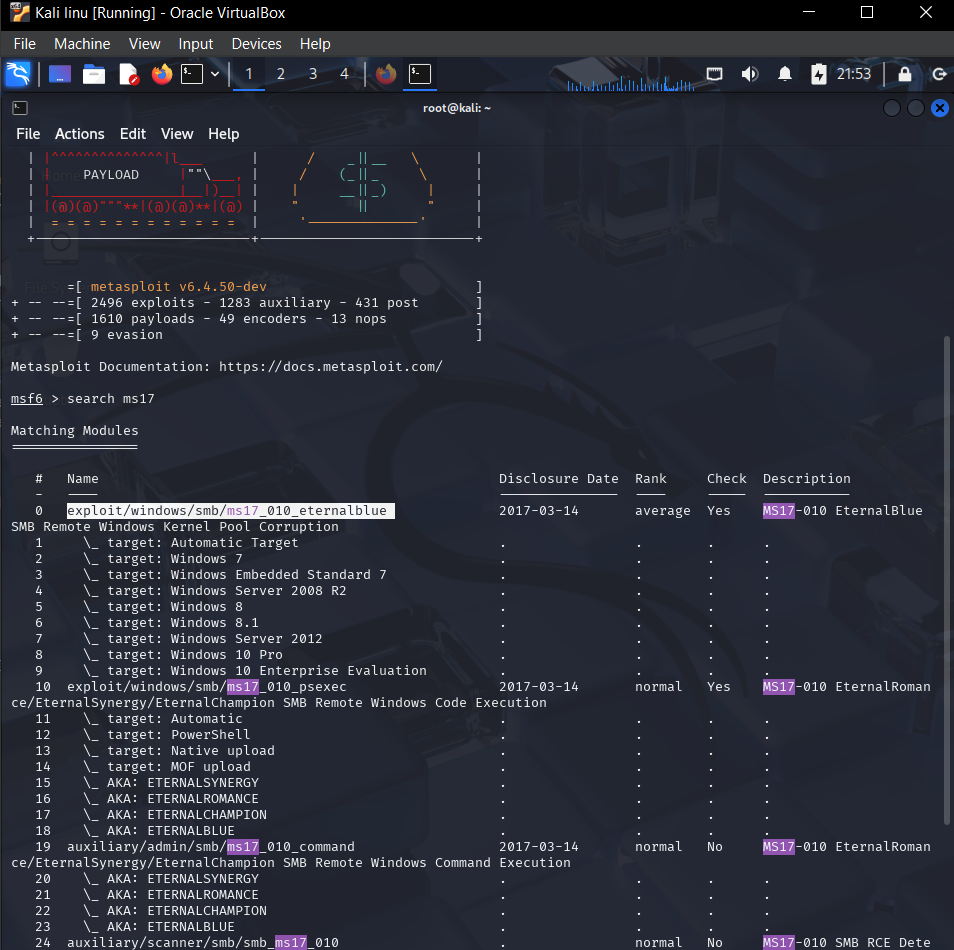 Kali linu [Running] - Oracle VirtualBox
File Machine View Input Devices Help
1 2 3 4 21:53
root@kali: ~
File Actions Edit View Help
PAYLOAD
=[ metasploit v6.4.50-dev ]
+ -- --=[ 2496 exploits - 1283 auxiliary - 431 post ]
+ -- --=[ 1610 payloads - 49 encoders - 13 nops ]
+ -- --=[ 9 evasion ]
Metasploit Documentation: https://docs.metasploit.com/
msf6 > search ms17
Matching Modules
================
# Name Disclosure Date Rank Check Description
- ---- --------------- ---- ----- -----------
0 exploit/windows/smb/ms17_010_eternalblue 2017-03-14 average Yes MS17-010 EternalBlue
SMB Remote Windows Kernel Pool Corruption
1 \_ target: Automatic Target . . . .
2 \_ target: Windows 7 . . . .
3 \_ target: Windows Embedded Standard 7 . . . .
4 \_ target: Windows Server 2008 R2 . . . .
5 \_ target: Windows 8 . . . .
6 \_ target: Windows 8.1 . . . .
7 \_ target: Windows Server 2012 . . . .
8 \_ target: Windows 10 Pro . . . .
9 \_ target: Windows 10 Enterprise Evaluation . . . .
10 exploit/windows/smb/ms17_010_psexec 2017-03-14 normal Yes MS17-010 EternalRoman
ce/EternalSynergy/EternalChampion SMB Remote Windows Code Execution
11 \_ target: Automatic . . . .
12 \_ target: PowerShell . . . .
13 \_ target: Native upload . . . .
14 \_ target: MOF upload . . . .
15 \_ AKA: ETERNALSYNERGY . . . .
16 \_ AKA: ETERNALROMANCE . . . .
17 \_ AKA: ETERNALCHAMPION . . . .
18 \_ AKA: ETERNALBLUE . . . .
19 auxiliary/admin/smb/ms17_010_command 2017-03-14 normal No MS17-010 EternalRoman
ce/EternalSynergy/EternalChampion SMB Remote Windows Command Execution
20 \_ AKA: ETERNALSYNERGY . . . .
21 \_ AKA: ETERNALROMANCE . . . .
22 \_ AKA: ETERNALCHAMPION . . . .
23 \_ AKA: ETERNALBLUE . . . .
24 auxiliary/scanner/smb/smb_ms17_010 . normal No MS17-010 SMB RCE Dete